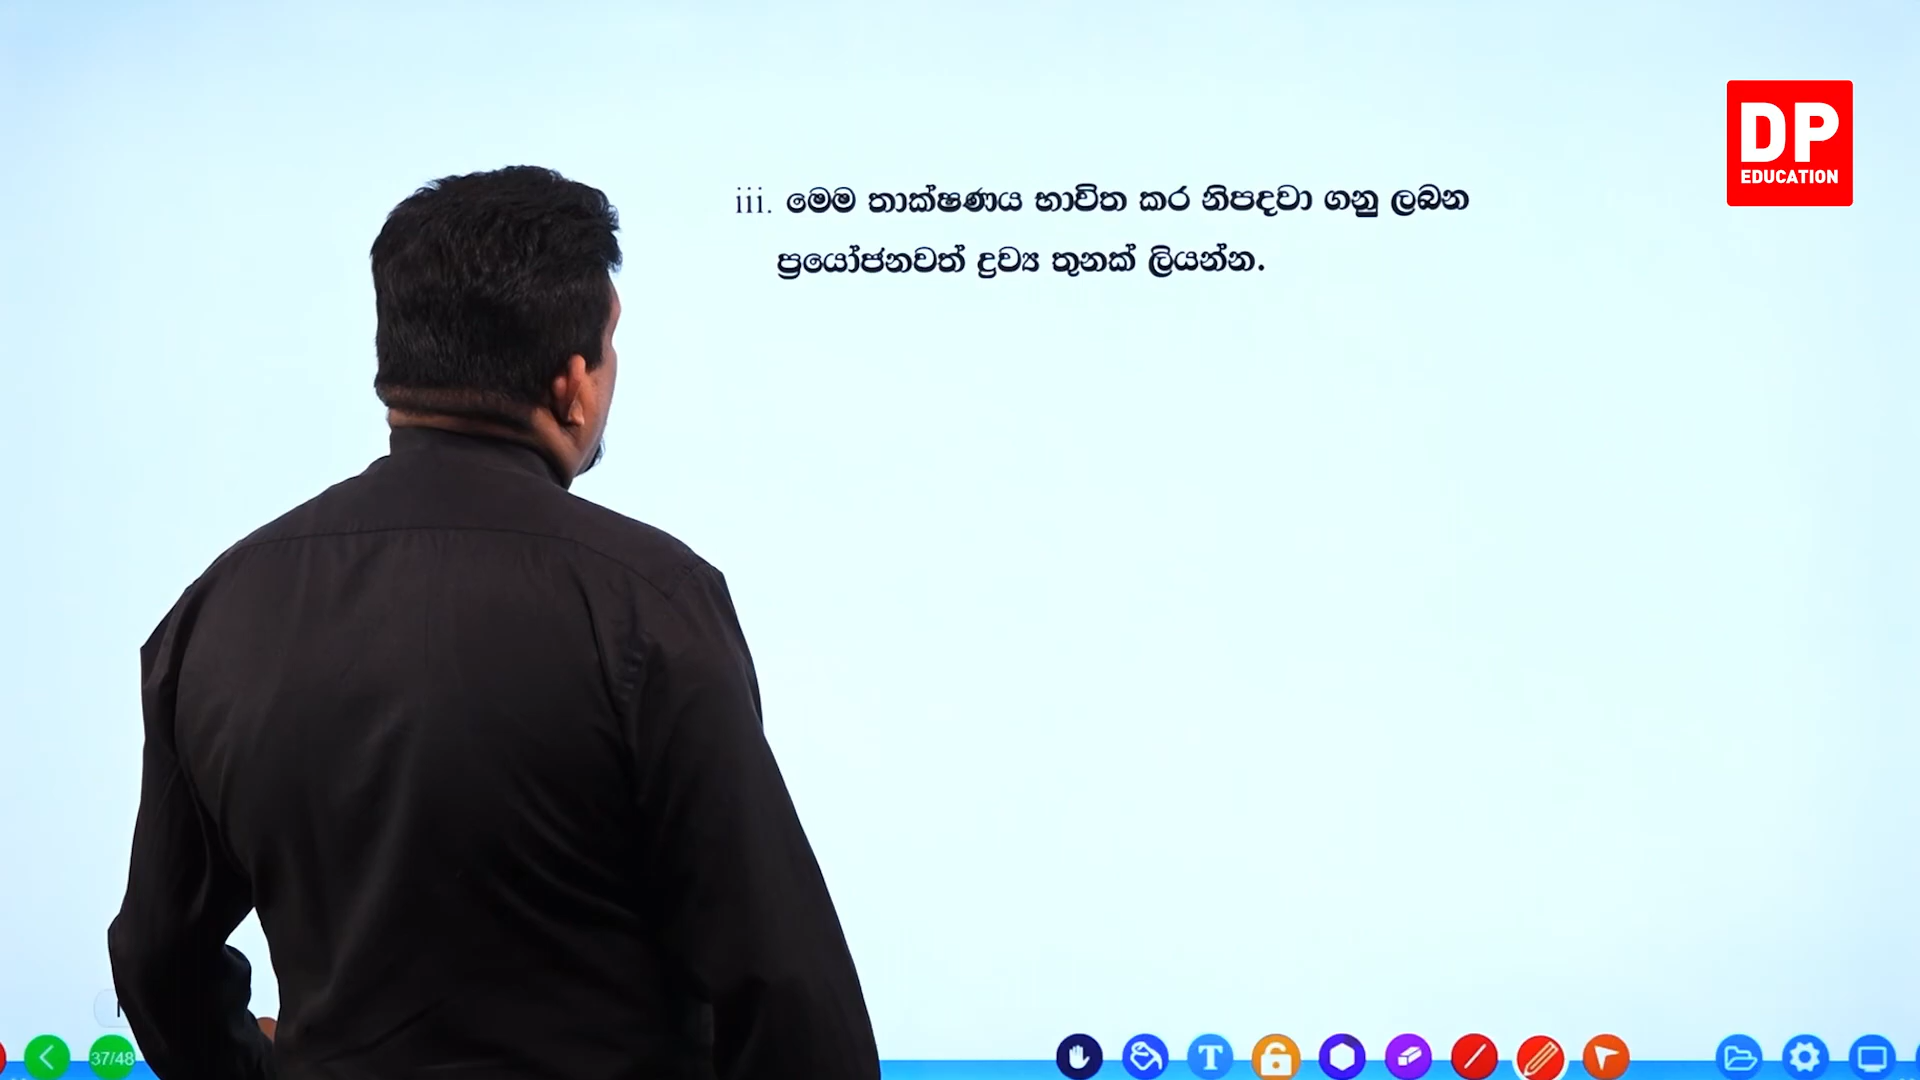 DP
EDUCATION
iii. මෙම තාක්ෂණය භාවිත කර නිපදවා ගනු ලබන
ප්‍රයෝජනවත් ද්‍රව්‍ය තුනක් ලියන්න.
37/48
T